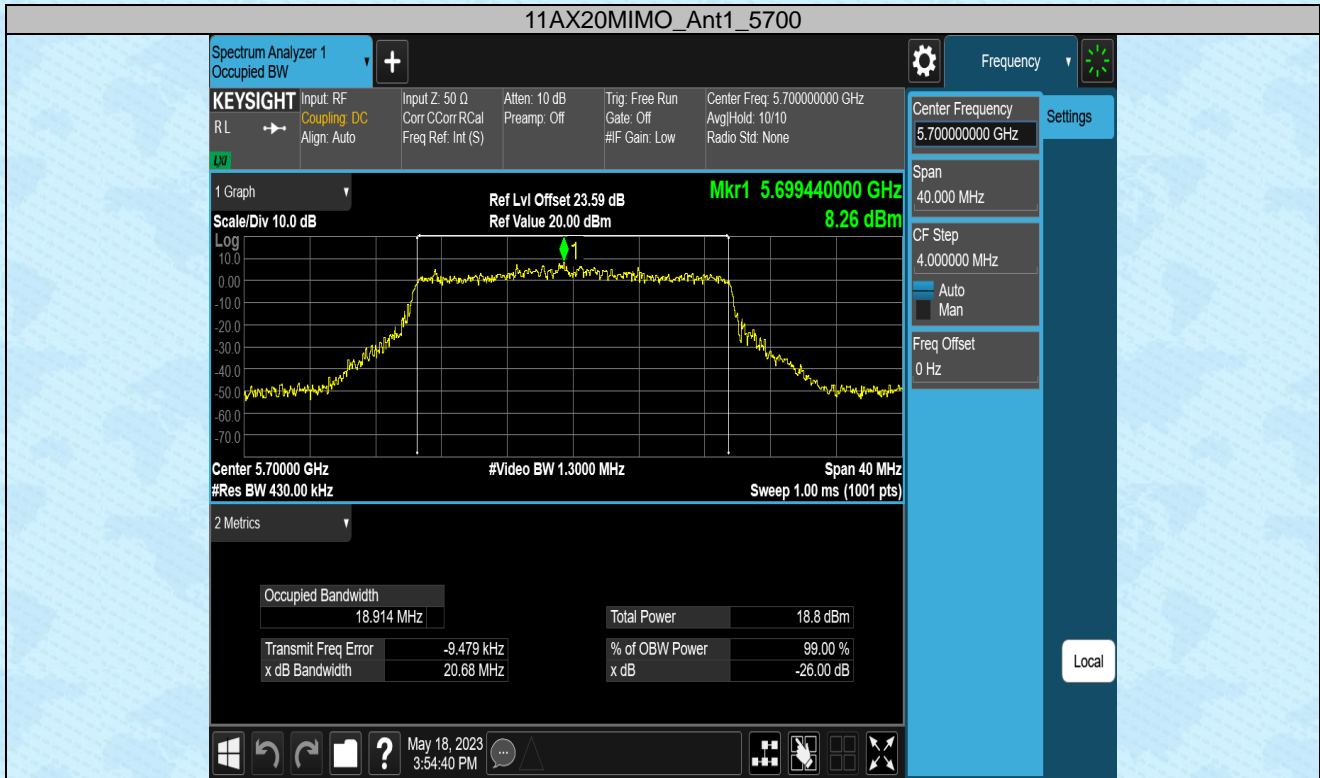 11AX20MIMO_Ant1_5700
Spectrum Analyzer 1
Occupied BW
Frequency
KEYSIGHT
RL
LXI
Input: RF
Coupling: DC
Align: Auto
Input Z: 50 Ω
Corr CCorr RCal
Freq Ref: Int (S)
Atten: 10 dB
Preamp: Off
Trig: Free Run
Gate: Off
#IF Gain: Low
Center Freq: 5.700000000 GHz
Avg|Hold: 10/10
Radio Std: None
Center Frequency
5.700000000 GHz
Settings
Span
40.000 MHz
CF Step
4.000000 MHz
Auto
Man
Freq Offset
0 Hz
Local
1 Graph
Scale/Div 10.0 dB
Ref Lvl Offset 23.59 dB
Ref Value 20.00 dBm
Mkr1 5.699440000 GHz
8.26 dBm
Log
1
10.0
0.00
-10.0
-20.0
-30.0
-40.0
-50.0
-60.0
-70.0
Center 5.70000 GHz
#Video BW 1.3000 MHz
Span 40 MHz
#Res BW 430.00 kHz
Sweep 1.00 ms (1001 pts)
2 Metrics
Occupied Bandwidth
18.914 MHz
Total Power 18.8 dBm
Transmit Freq Error -9.479 kHz
% of OBW Power 99.00 %
x dB Bandwidth 20.68 MHz
x dB -26.00 dB
?
May 18, 2023
3:54:40 PM